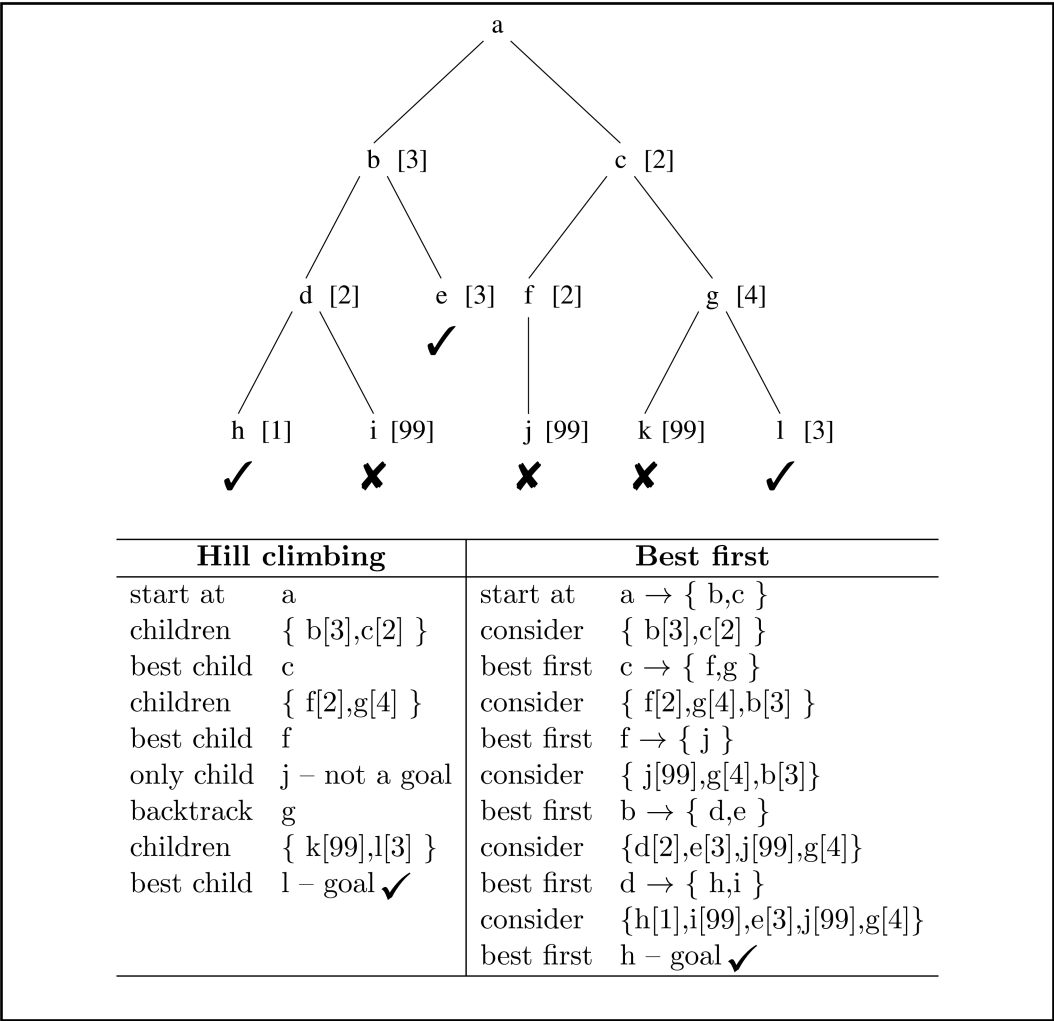 a
b [3] c [2]
d [2] e [3] f [2] g [4]
✓
h [1] i [99] j [99] k [99] l [3]
✓ ✘ ✘ ✘ ✓
Hill climbing Best first
start at a start at a → { b,c }
children { b[3],c[2] } consider { b[3],c[2] }
best child c best first c → { f,g }
children { f[2],g[4] } consider { f[2],g[4],b[3] }
best child f best first f → { j }
only child j – not a goal consider { j[99],g[4],b[3]}
backtrack g best first b → { d,e }
children { k[99],l[3] } consider {d[2],e[3],j[99],g[4]}
best child l – goal ✓ best first d → { h,i }
consider {h[1],i[99],e[3],j[99],g[4]}
best first h – goal ✓